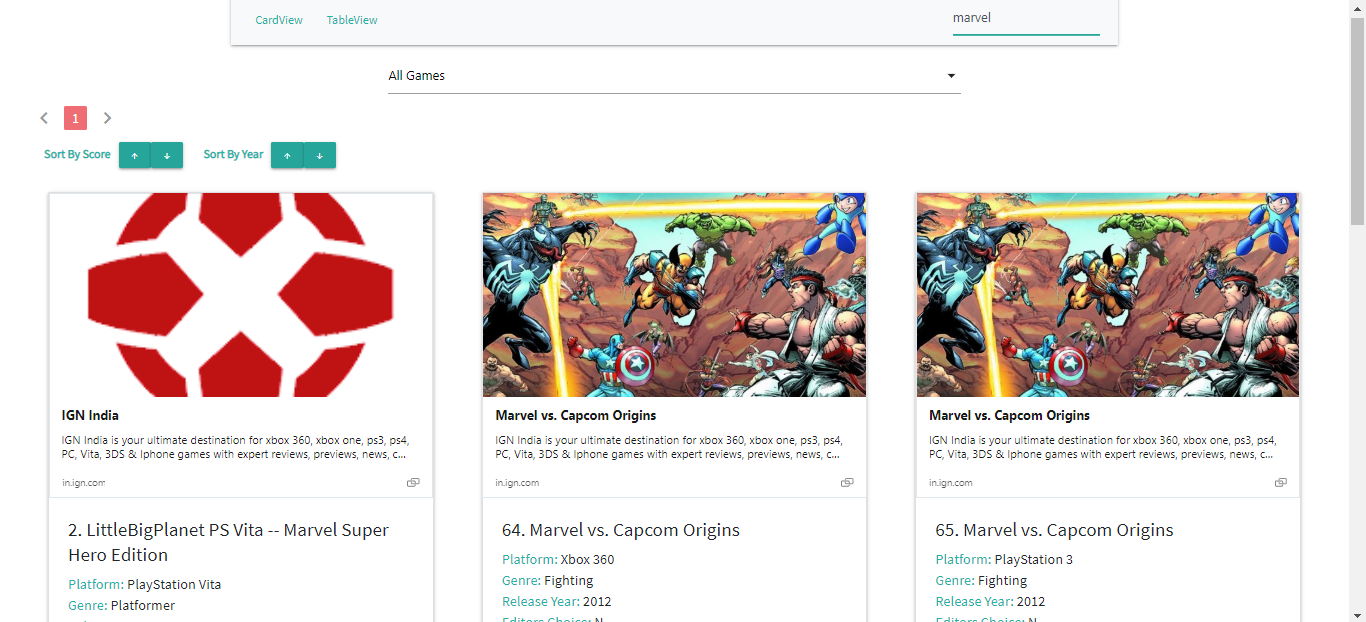 CardView TableView marvel
All Games
1
Sort By Score ↑ ↓ Sort By Year ↑ ↓
IGN India
IGN India is your ultimate destination for xbox 360, xbox one, ps3, ps4,
PC, Vita, 3DS & Iphone games with expert reviews, previews, news, c...
in.ign.com
2. LittleBigPlanet PS Vita -- Marvel Super
Hero Edition
Platform: PlayStation Vita
Genre: Platformer
Marvel vs. Capcom Origins
IGN India is your ultimate destination for xbox 360, xbox one, ps3, ps4,
PC, Vita, 3DS & Iphone games with expert reviews, previews, news, c...
in.ign.com
64. Marvel vs. Capcom Origins
Platform: Xbox 360
Genre: Fighting
Release Year: 2012
Editors Choice: N
Marvel vs. Capcom Origins
IGN India is your ultimate destination for xbox 360, xbox one, ps3, ps4,
PC, Vita, 3DS & Iphone games with expert reviews, previews, news, c...
in.ign.com
65. Marvel vs. Capcom Origins
Platform: PlayStation 3
Genre: Fighting
Release Year: 2012
Editors Choice: N